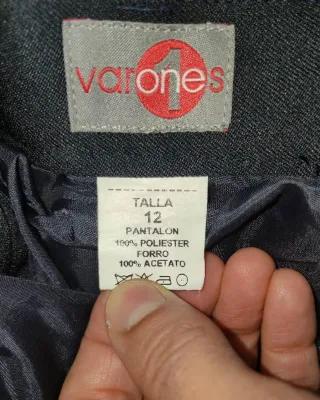 varones
1
TALLA
12
PANTALON
100% POLIESTER
FORRO
100% ACETATO